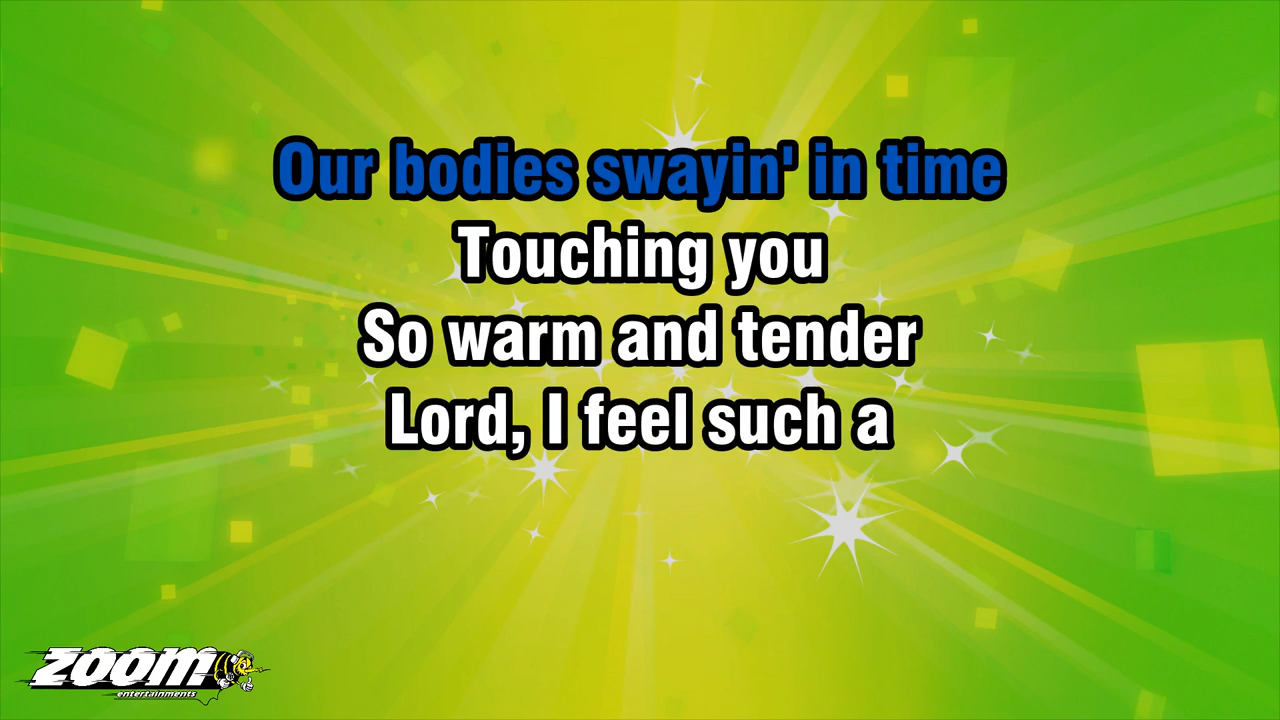 Our bodies swayin' in time
Touching you
So warm and tender
Lord, I feel such a
zoom
entertainments